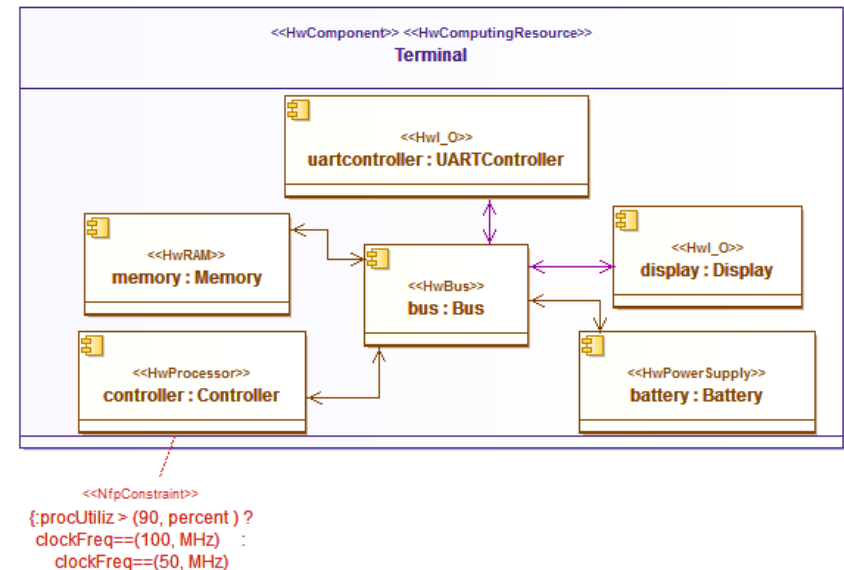 <<HwComponent>> <<HwComputingResource>>
Terminal
<<HwI_O>>
uartcontroller : UARTController
<<HwRAM>>
memory : Memory
<<HwBus>>
bus : Bus
<<HwI_O>>
display : Display
<<HwProcessor>>
controller : Controller
<<HwPowerSupply>>
battery : Battery
<<NfpConstraint>>
{:procUtiliz > (90, percent ) ?
clockFreq==(100, MHz) :
clockFreq==(50, MHz)